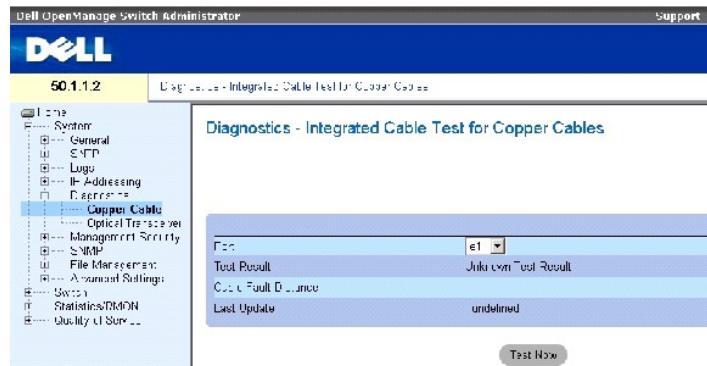 Dell OpenManage Switch Administrator
Support
DELL
50.1.1.2
Integrated Cable Test for Copper Cables
Home
System
Diagnostics - Integrated Cable Test for Copper Cables
General
SNTP
Logs
IP Addressing
Diagnostics
Copper Cable
Optical Transceiver
Management Security
SNMP
File Management
Advanced Settings
Switch
Statistics/RMON
Quality of Service
Port
e1
Test Result
Unknown Test Result
Cable Fault Distance
Last Update
undefined
Test Now